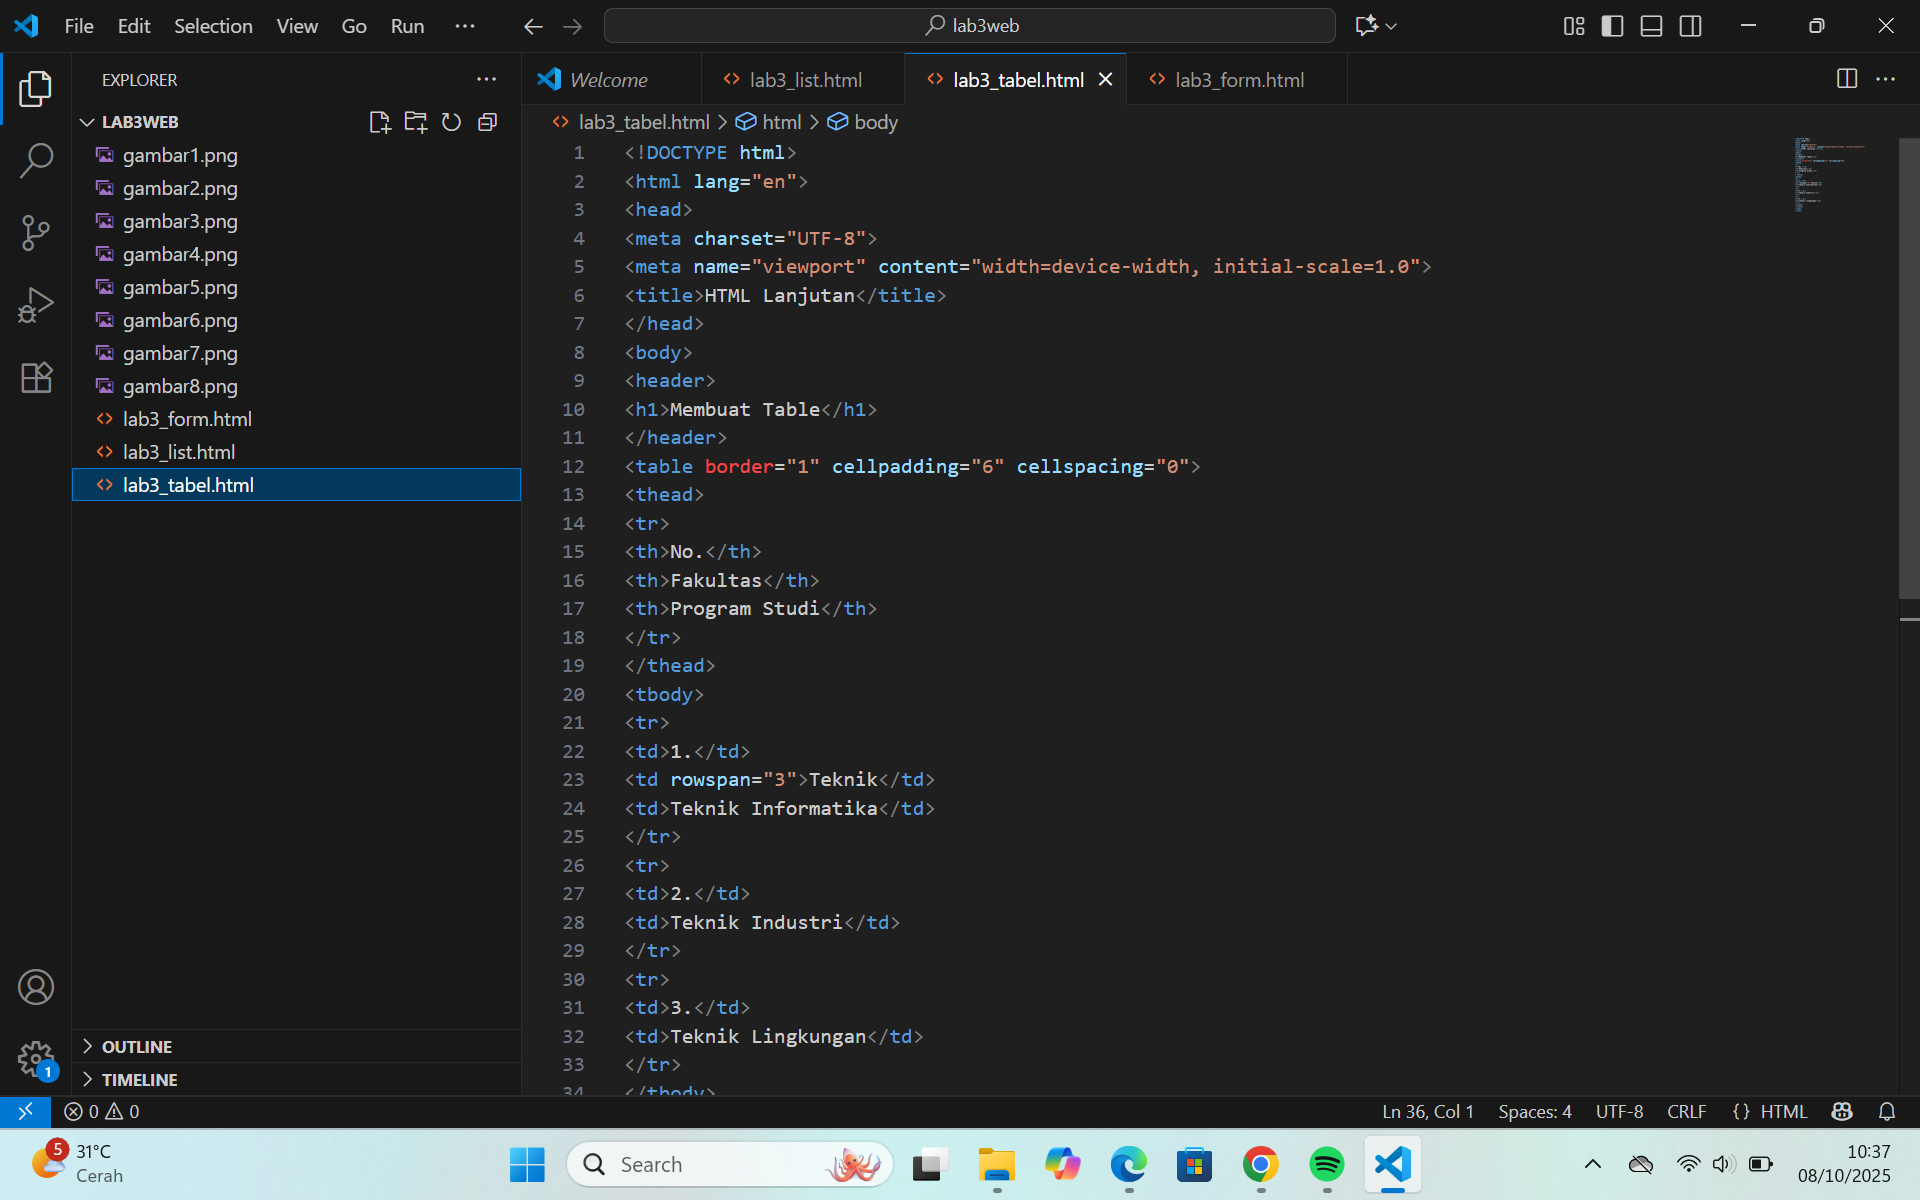 File Edit Selection View Go Run ···
lab3web
EXPLORER
Welcome
lab3_list.html
lab3_tabel.html
lab3_form.html
LAB3WEB
lab3_tabel.html > html > body
gambar1.png
gambar2.png
gambar3.png
gambar4.png
gambar5.png
gambar6.png
gambar7.png
gambar8.png
lab3_form.html
lab3_list.html
lab3_tabel.html
OUTLINE
TIMELINE
1 <!DOCTYPE html>
2 <html lang="en">
3 <head>
4 <meta charset="UTF-8">
5 <meta name="viewport" content="width=device-width, initial-scale=1.0">
6 <title>HTML Lanjutan</title>
7 </head>
8 <body>
9 <header>
10 <h1>Membuat Table</h1>
11 </header>
12 <table border="1" cellpadding="6" cellspacing="0">
13 <thead>
14 <tr>
15 <th>No.</th>
16 <th>Fakultas</th>
17 <th>Program Studi</th>
18 </tr>
19 </thead>
20 <tbody>
21 <tr>
22 <td>1.</td>
23 <td rowspan="3">Teknik</td>
24 <td>Teknik Informatika</td>
25 </tr>
26 <tr>
27 <td>2.</td>
28 <td>Teknik Industri</td>
29 </tr>
30 <tr>
31 <td>3.</td>
32 <td>Teknik Lingkungan</td>
33 </tr>
34 </tbody>
1
0 0
Ln 36, Col 1 Spaces: 4 UTF-8 CRLF {} HTML
5
31°C
Cerah
Search
10:37
08/10/2025